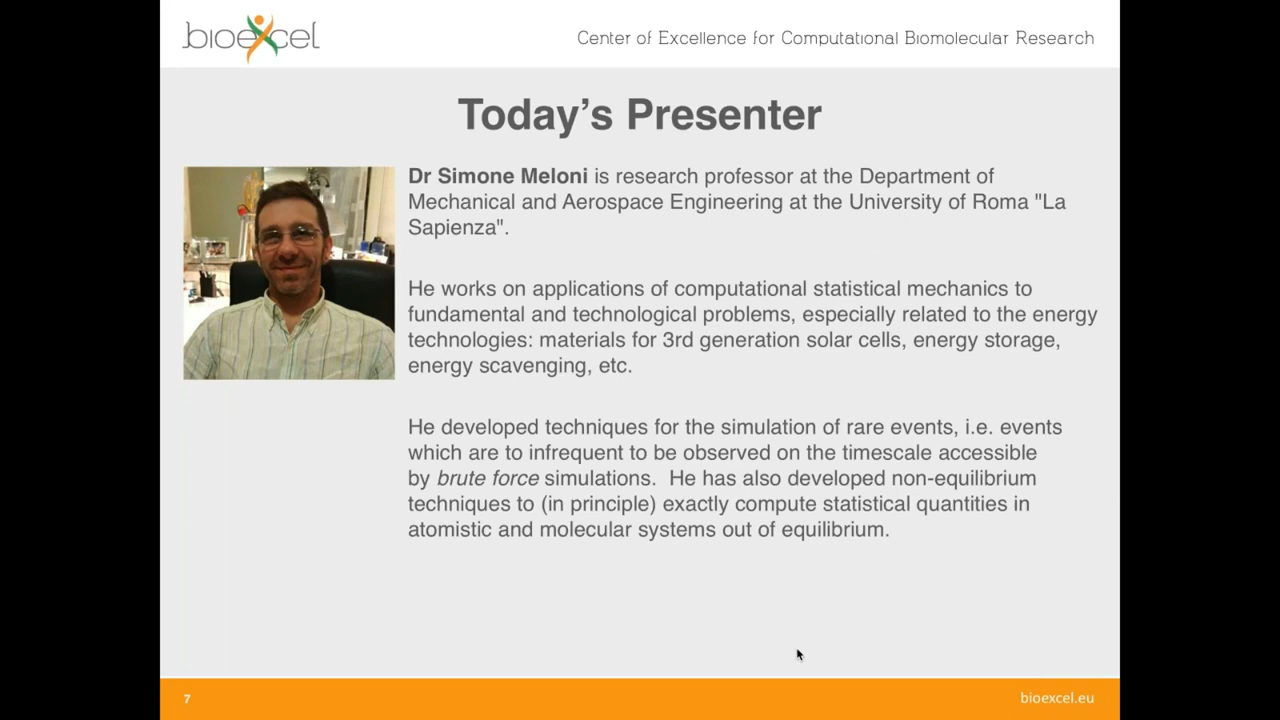 bioexcel
Center of Excellence for Computational Biomolecular Research
Today's Presenter
Dr Simone Meloni is research professor at the Department of
Mechanical and Aerospace Engineering at the University of Roma "La
Sapienza".
He works on applications of computational statistical mechanics to
fundamental and technological problems, especially related to the energy
technologies: materials for 3rd generation solar cells, energy storage,
energy scavenging, etc.
He developed techniques for the simulation of rare events, i.e. events
which are to infrequent to be observed on the timescale accessible
by brute force simulations.  He has also developed non-equilibrium
techniques to (in principle) exactly compute statistical quantities in
atomistic and molecular systems out of equilibrium.
7
bioexcel.eu